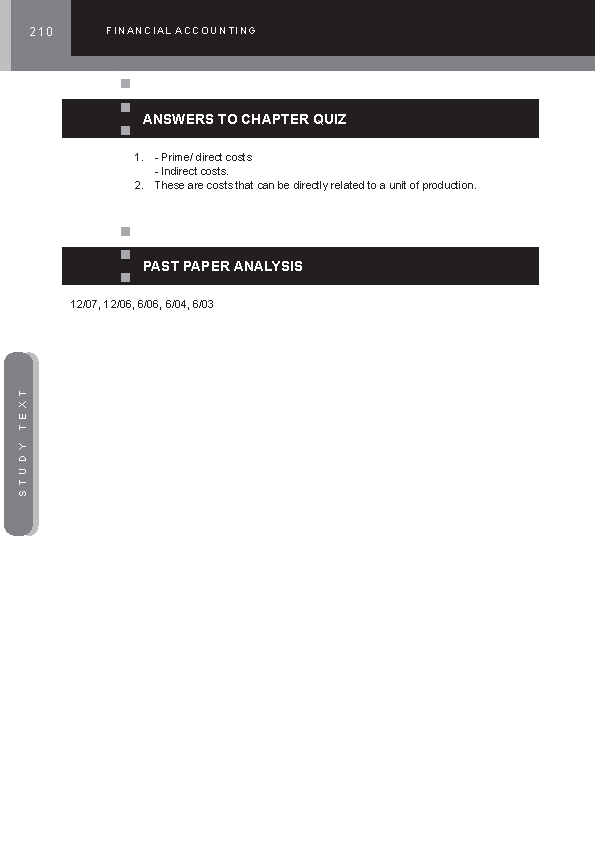 210
FINANCIAL ACCOUNTING
ANSWERS TO CHAPTER QUIZ
1. - Prime/ direct costs
- Indirect costs.
2. These are costs that can be directly related to a unit of production.
PAST PAPER ANALYSIS
12/07, 12/06, 6/06, 6/04, 6/03
STUDY TEXT